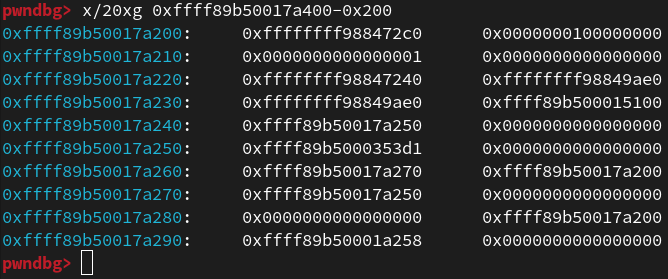 pwndbg> x/20xg 0xffff89b50017a400-0x200
0xffff89b50017a200: 0xffffffff988472c0 0x0000000100000000
0xffff89b50017a210: 0x0000000000000001 0x0000000000000000
0xffff89b50017a220: 0xffffffff98847240 0xffffffff98849ae0
0xffff89b50017a230: 0xffffffff98849ae0 0xffff89b500015100
0xffff89b50017a240: 0xffff89b50017a250 0x0000000000000000
0xffff89b50017a250: 0xffff89b5000353d1 0x0000000000000000
0xffff89b50017a260: 0xffff89b50017a270 0xffff89b50017a200
0xffff89b50017a270: 0xffff89b50017a250 0x0000000000000000
0xffff89b50017a280: 0x0000000000000000 0xffff89b50017a200
0xffff89b50017a290: 0xffff89b50001a258 0x0000000000000000
pwndbg>